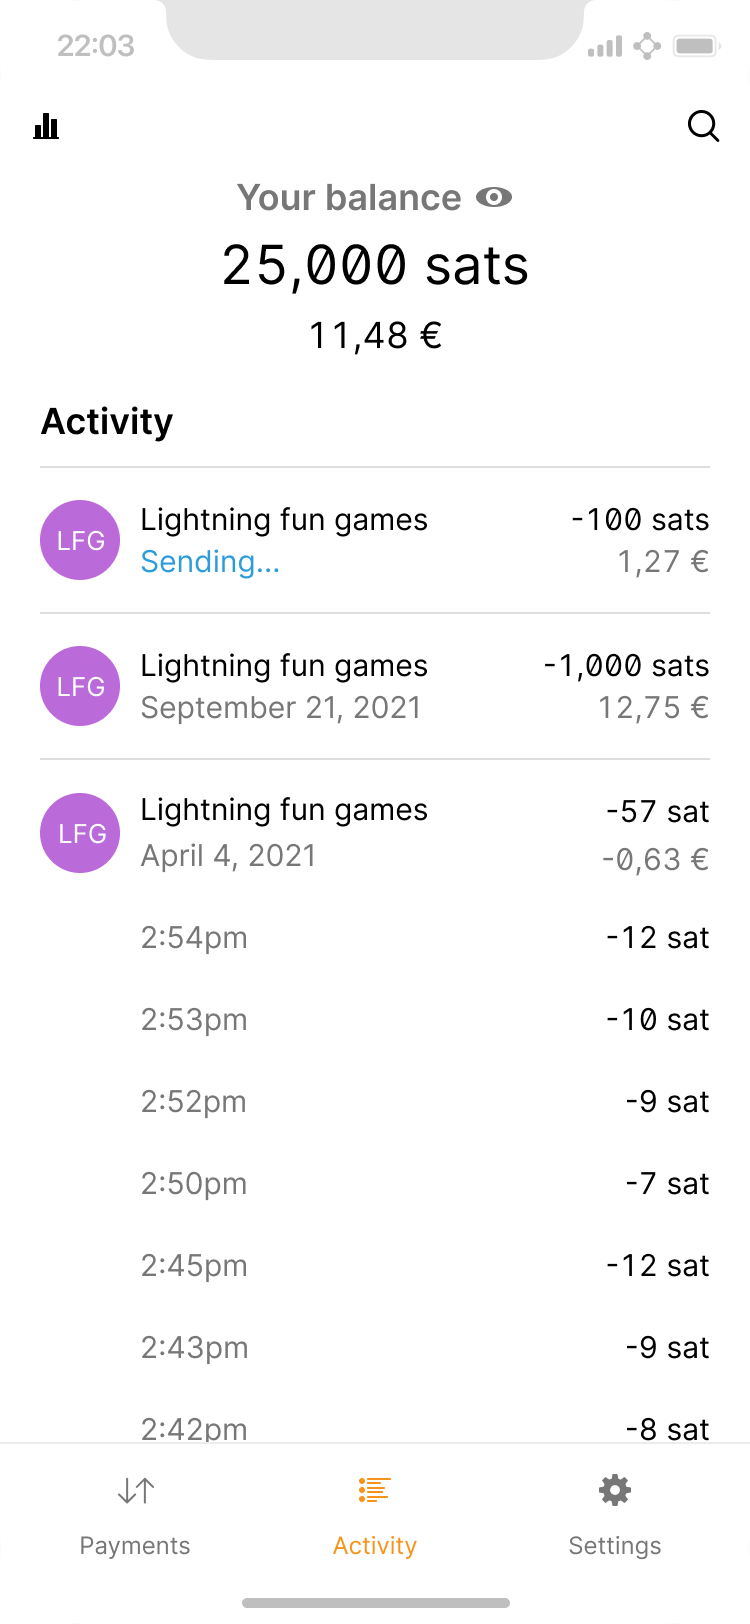 22:03
Your balance
25,000 sats
11,48 €
Activity
LFG Lightning fun games -100 sats
Sending... 1,27 €
LFG Lightning fun games -1,000 sats
September 21, 2021 12,75 €
LFG Lightning fun games -57 sat
April 4, 2021 -0,63 €
2:54pm -12 sat
2:53pm -10 sat
2:52pm -9 sat
2:50pm -7 sat
2:45pm -12 sat
2:43pm -9 sat
2:42pm -8 sat
Payments Activity Settings